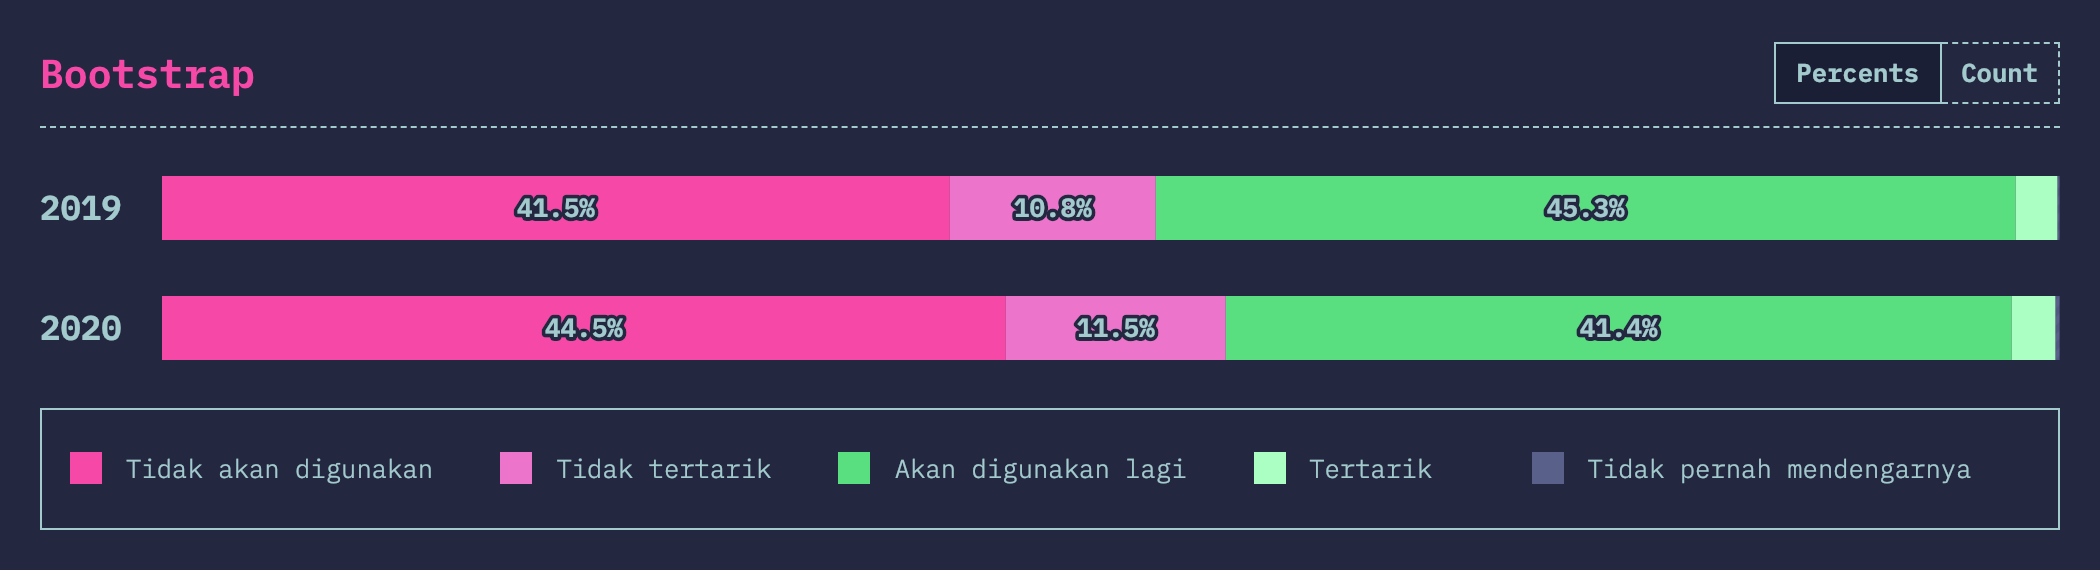 Bootstrap
Percents Count
2019 41.5% 10.8% 45.3%
2020 44.5% 11.5% 41.4%
Tidak akan digunakan Tidak tertarik Akan digunakan lagi Tertarik Tidak pernah mendengarnya